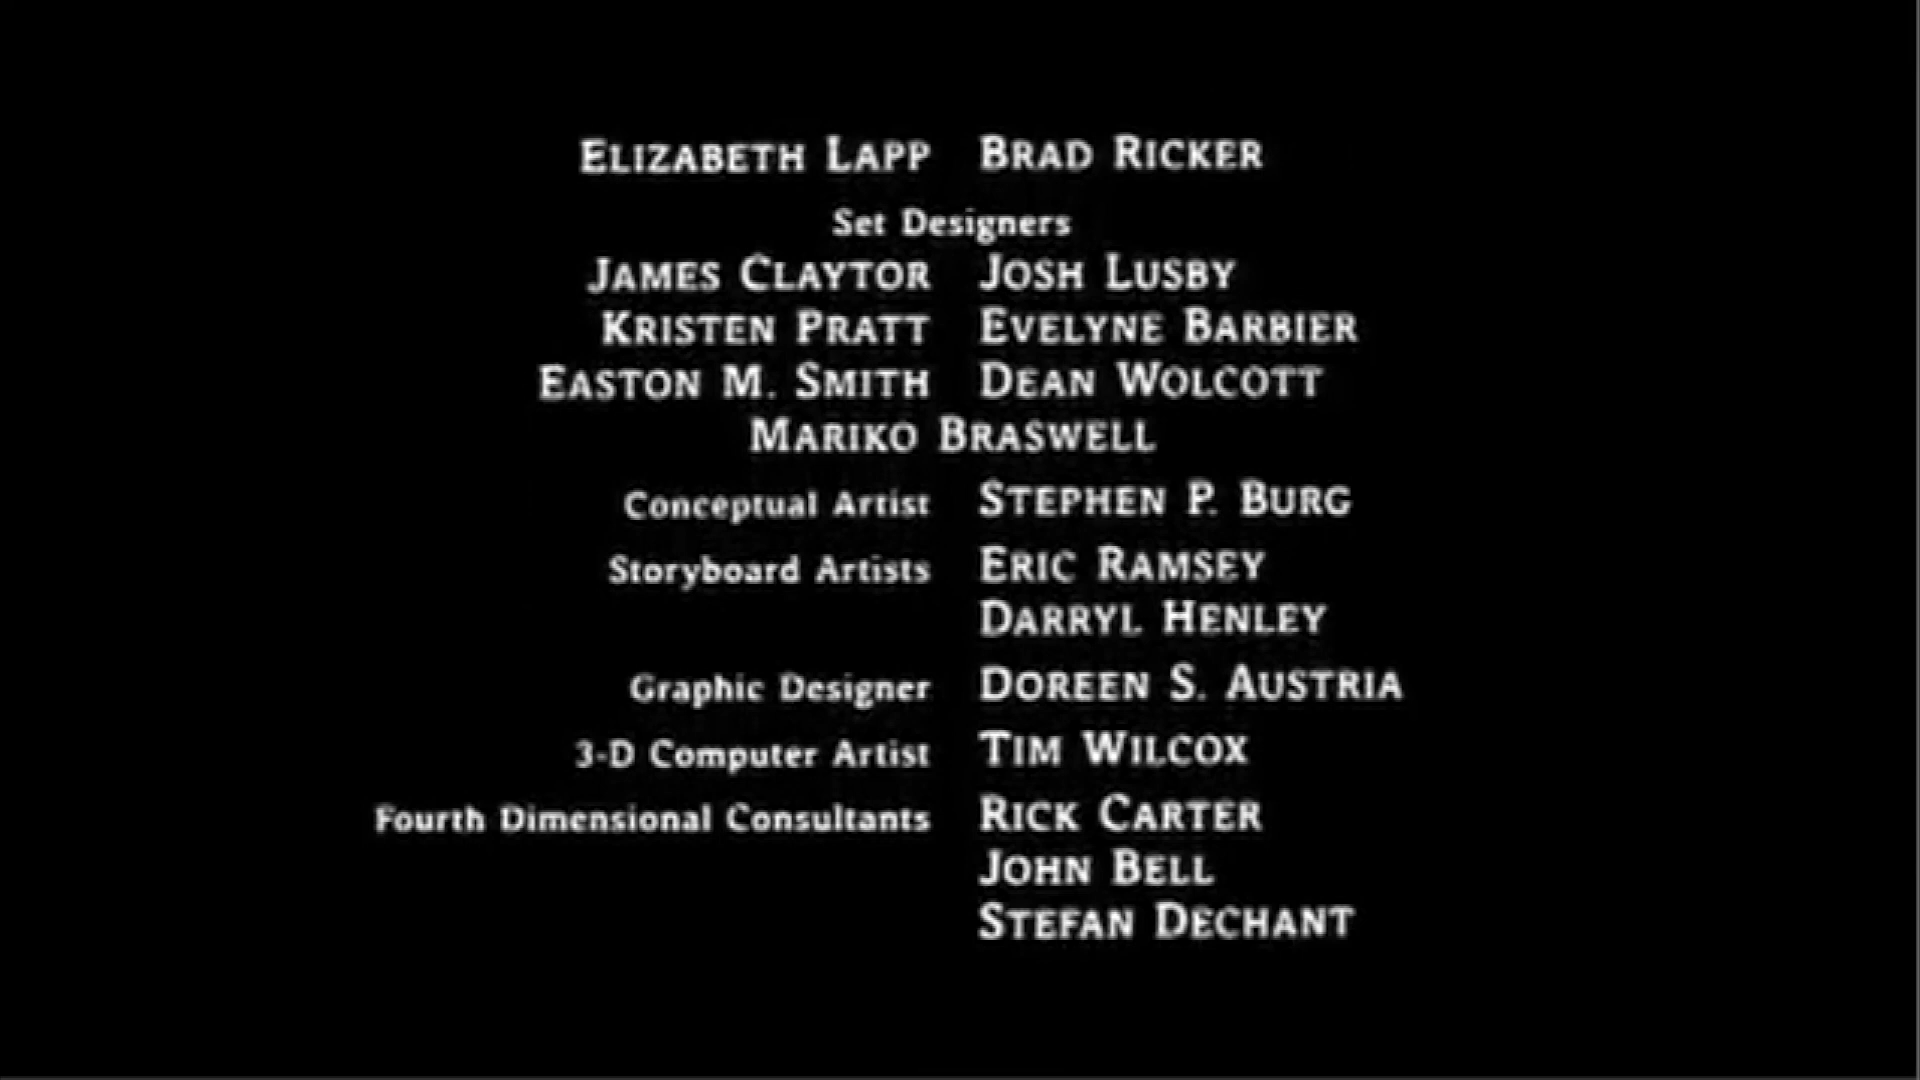 ELIZABETH LAPP BRAD RICKER
Set Designers
JAMES CLAYTOR JOSH LUSBY
KRISTEN PRATT EVELYNE BARBIER
EASTON M. SMITH DEAN WOLCOTT
MARIKO BRASWELL
Conceptual Artist STEPHEN P. BURG
Storyboard Artists ERIC RAMSEY
DARRYL HENLEY
Graphic Designer DOREEN S. AUSTRIA
3-D Computer Artist TIM WILCOX
Fourth Dimensional Consultants RICK CARTER
JOHN BELL
STEFAN DECHANT